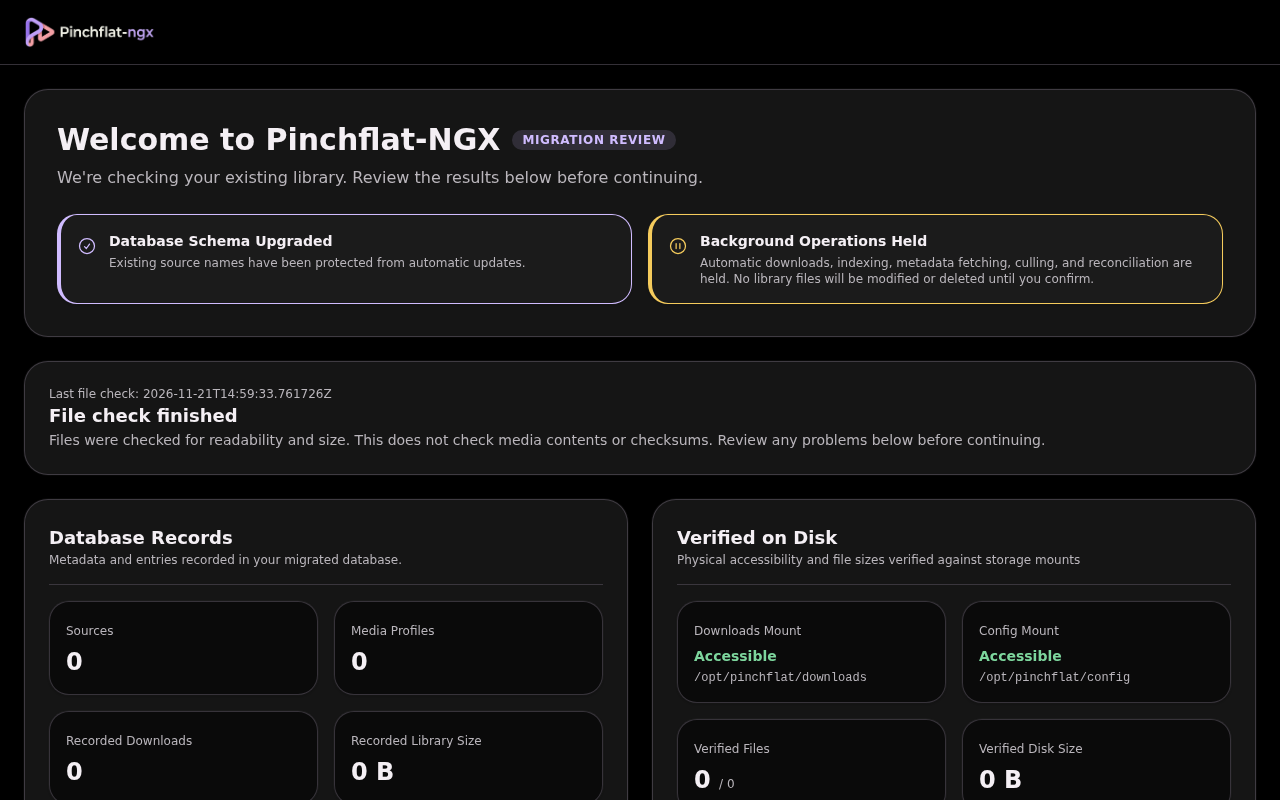 Pinchflat-ngx
Welcome to Pinchflat-NGX
MIGRATION REVIEW
We're checking your existing library. Review the results below before continuing.
Database Schema Upgraded
Existing source names have been protected from automatic updates.
Background Operations Held
Automatic downloads, indexing, metadata fetching, culling, and reconciliation are
held. No library files will be modified or deleted until you confirm.
Last file check: 2026-11-21T14:59:33.761726Z
File check finished
Files were checked for readability and size. This does not check media contents or checksums. Review any problems below before continuing.
Database Records
Metadata and entries recorded in your migrated database.
Sources
0
Media Profiles
0
Recorded Downloads
0
Recorded Library Size
0 B
Verified on Disk
Physical accessibility and file sizes verified against storage mounts
Downloads Mount
Accessible
/opt/pinchflat/downloads
Config Mount
Accessible
/opt/pinchflat/config
Verified Files
0 / 0
Verified Disk Size
0 B